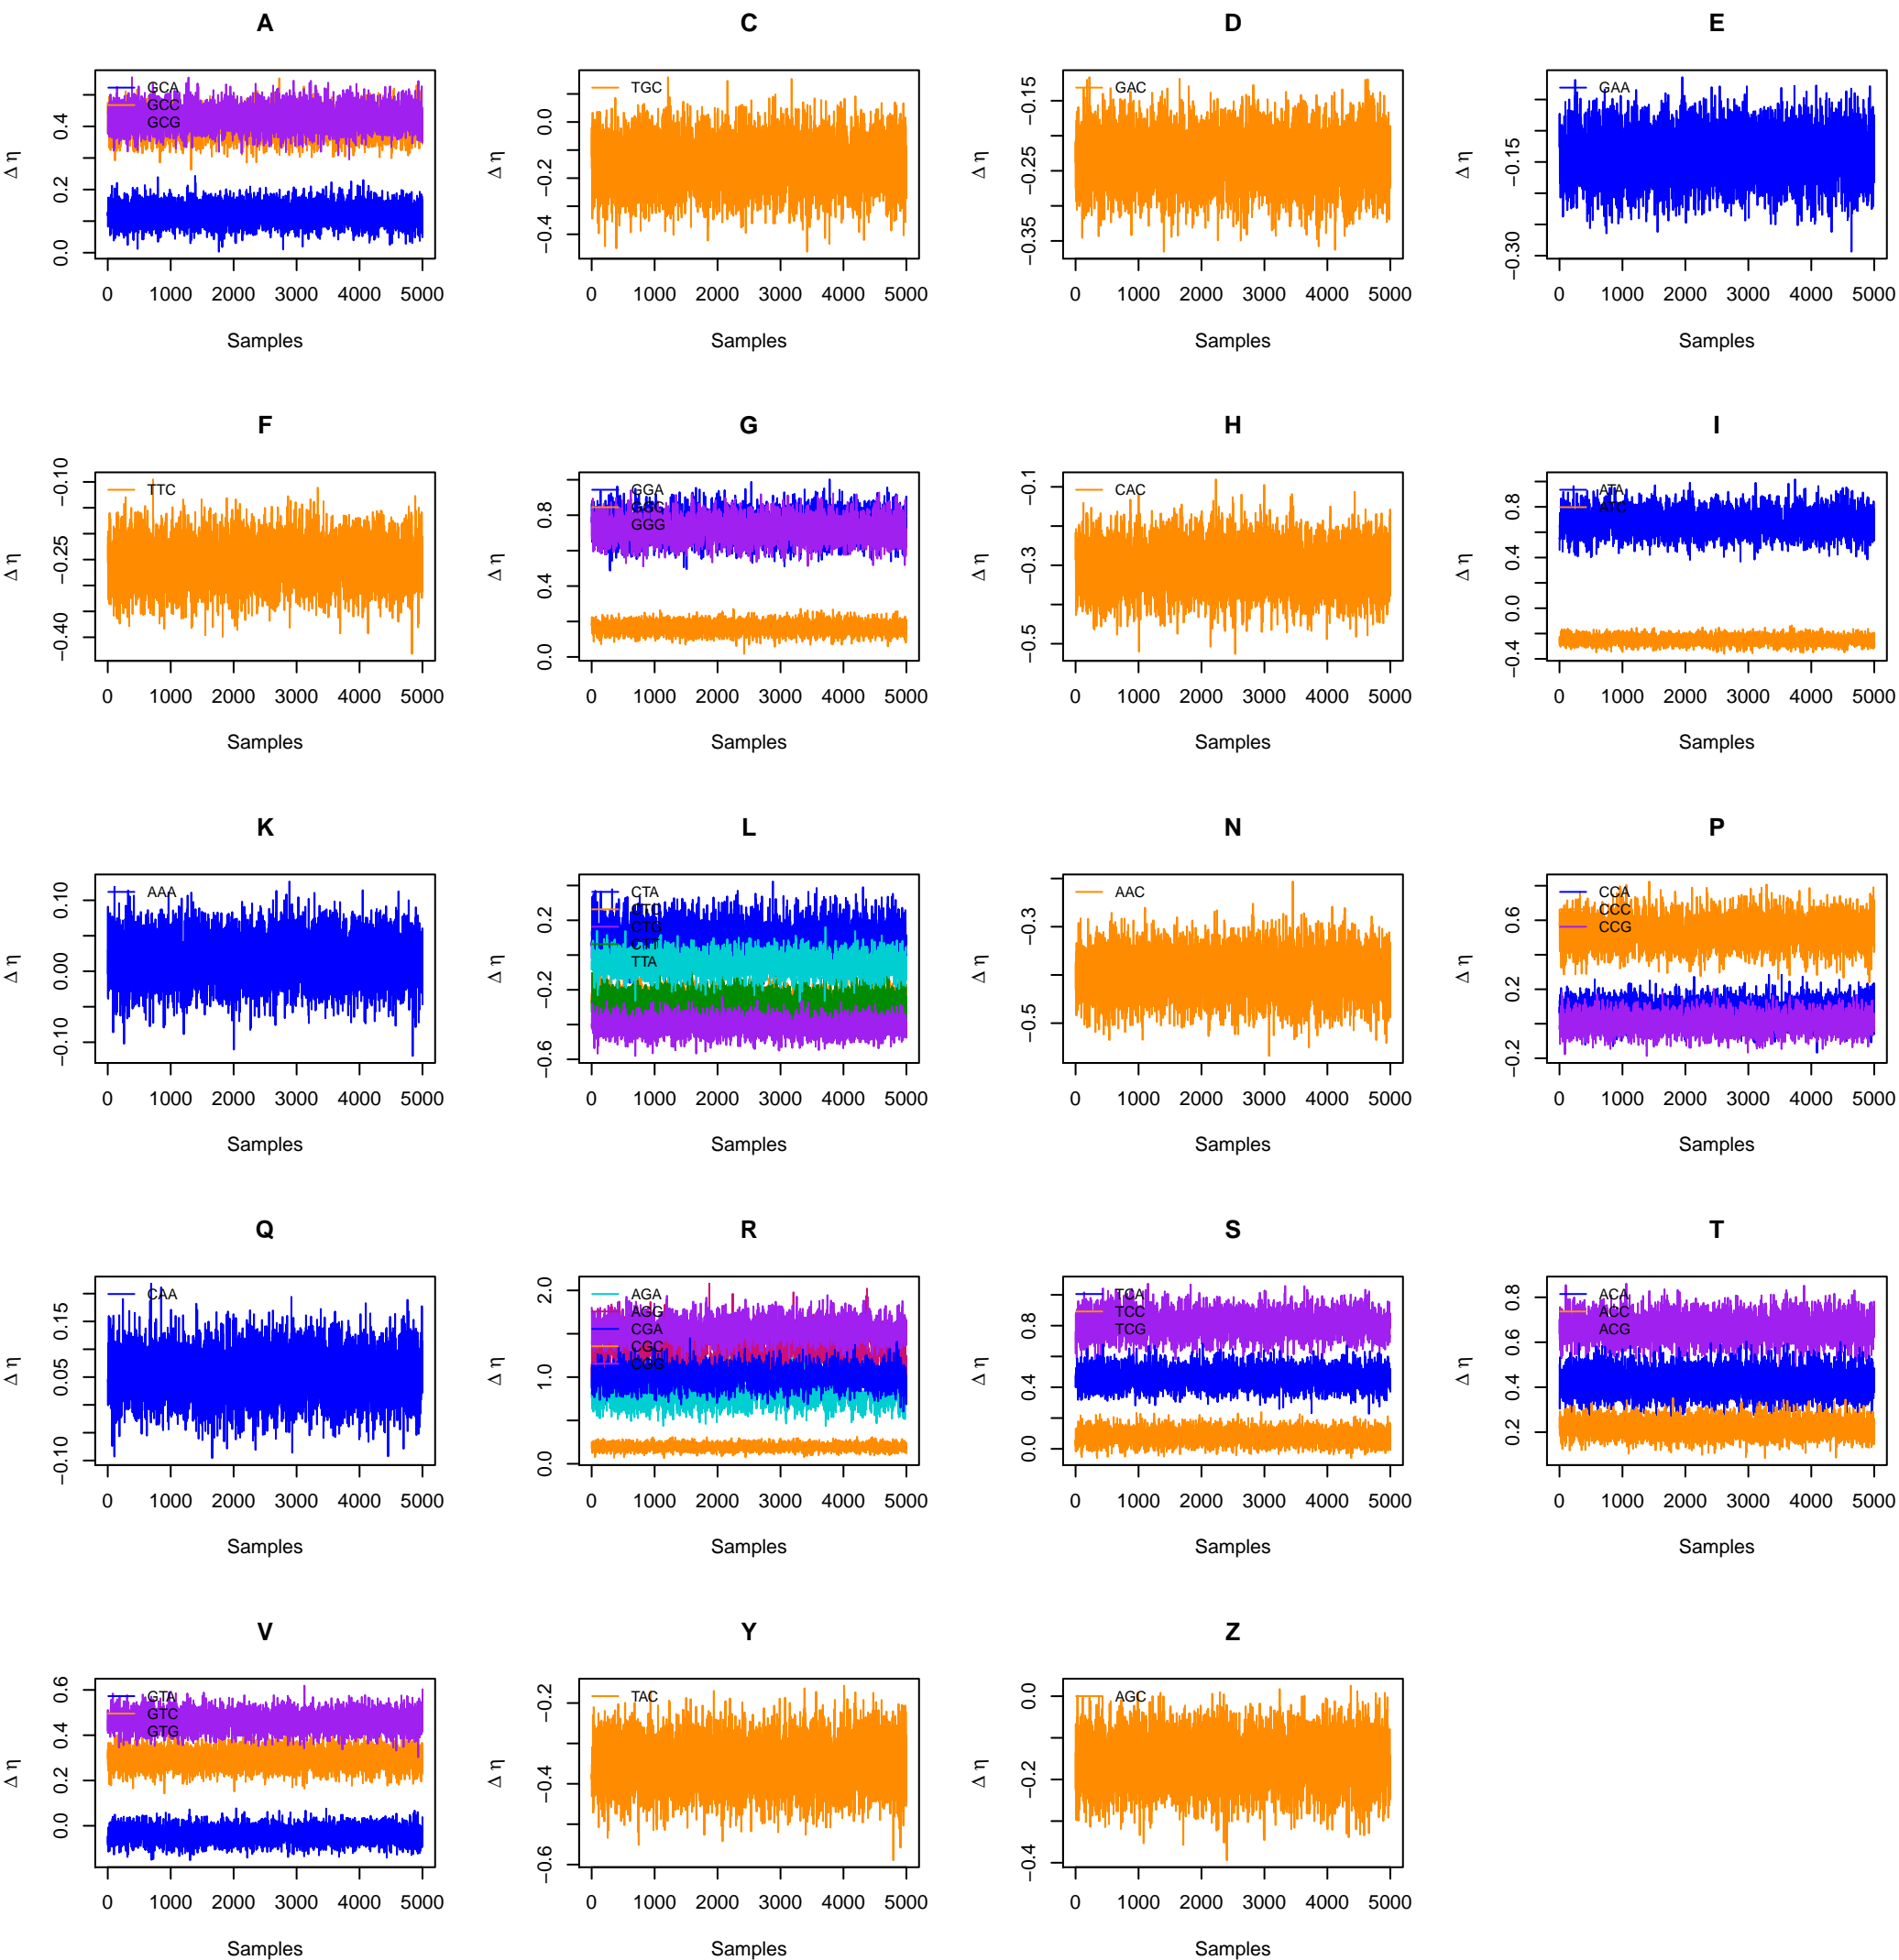 A
Δ η
0.0
0.2
0.4
GCA
GCC
GCG
0 1000 2000 3000 4000 5000
Samples
C
Δ η
−0.4
−0.2
0.0
TGC
0 1000 2000 3000 4000 5000
Samples
D
Δ η
−0.35
−0.25
−0.15
GAC
0 1000 2000 3000 4000 5000
Samples
E
Δ η
−0.30
−0.15
GAA
0 1000 2000 3000 4000 5000
Samples
F
Δ η
−0.40
−0.25
−0.10
TTC
0 1000 2000 3000 4000 5000
Samples
G
Δ η
0.0
0.4
0.8
GGA
GGC
GGG
0 1000 2000 3000 4000 5000
Samples
H
Δ η
−0.5
−0.3
−0.1
CAC
0 1000 2000 3000 4000 5000
Samples
I
Δ η
−0.4
0.0
0.4
0.8
ATA
ATC
0 1000 2000 3000 4000 5000
Samples
K
Δ η
−0.10
0.00
0.10
AAA
0 1000 2000 3000 4000 5000
Samples
L
Δ η
−0.6
−0.2
0.2
CTA
CTC
CTG
CTT
TTA
0 1000 2000 3000 4000 5000
Samples
N
Δ η
−0.5
−0.3
AAC
0 1000 2000 3000 4000 5000
Samples
P
Δ η
−0.2
0.2
0.6
CCA
CCC
CCG
0 1000 2000 3000 4000 5000
Samples
Q
Δ η
−0.10
0.05
0.15
CAA
0 1000 2000 3000 4000 5000
Samples
R
Δ η
0.0
1.0
2.0
AGA
AGG
CGA
CGC
CGG
0 1000 2000 3000 4000 5000
Samples
S
Δ η
0.0
0.4
0.8
TCA
TCC
TCG
0 1000 2000 3000 4000 5000
Samples
T
Δ η
0.2
0.4
0.6
0.8
ACA
ACC
ACG
0 1000 2000 3000 4000 5000
Samples
V
Δ η
0.0
0.2
0.4
0.6
GTA
GTC
GTG
0 1000 2000 3000 4000 5000
Samples
Y
Δ η
−0.6
−0.4
−0.2
TAC
0 1000 2000 3000 4000 5000
Samples
Z
Δ η
−0.4
−0.2
0.0
AGC
0 1000 2000 3000 4000 5000
Samples